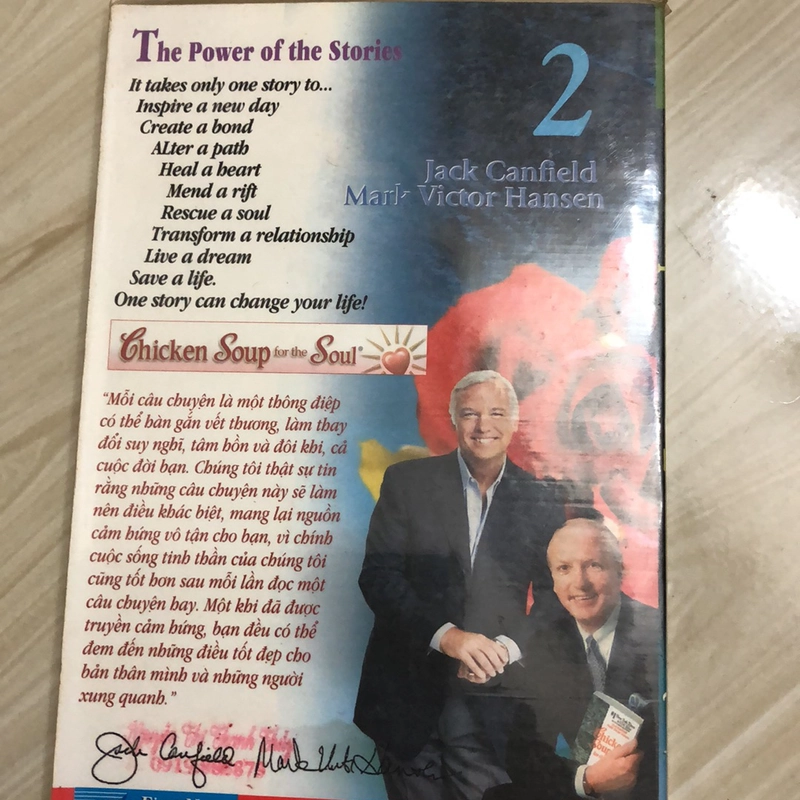 The Power of the Stories
2
It takes only one story to...
Inspire a new day
Create a bond
ALter a path
Heal a heart
Mend a rift
Rescue a soul
Transform a relationship
Live a dream
Save a life.
One story can change your life!
Jack Canfield
Mark Victor Hansen
Chicken Soup for the Soul®
“Mỗi câu chuyện là một thông điệp
có thể hàn gắn vết thương, làm thay
đổi suy nghĩ, tâm hồn và đôi khi, cả
cuộc đời bạn. Chúng tôi thật sự tin
rằng những câu chuyện này sẽ làm
nên điều khác biệt, mang lại nguồn
cảm hứng vô tận cho bạn, vì chính
cuộc sống tinh thần của chúng tôi
cũng tốt hơn sau mỗi lần đọc một
câu chuyện hay. Một khi đã được
truyền cảm hứng, bạn đều có thể
đem đến những điều tốt đẹp cho
bản thân mình và những người
xung quanh.”
Jack Canfield Mark Victor Hansen